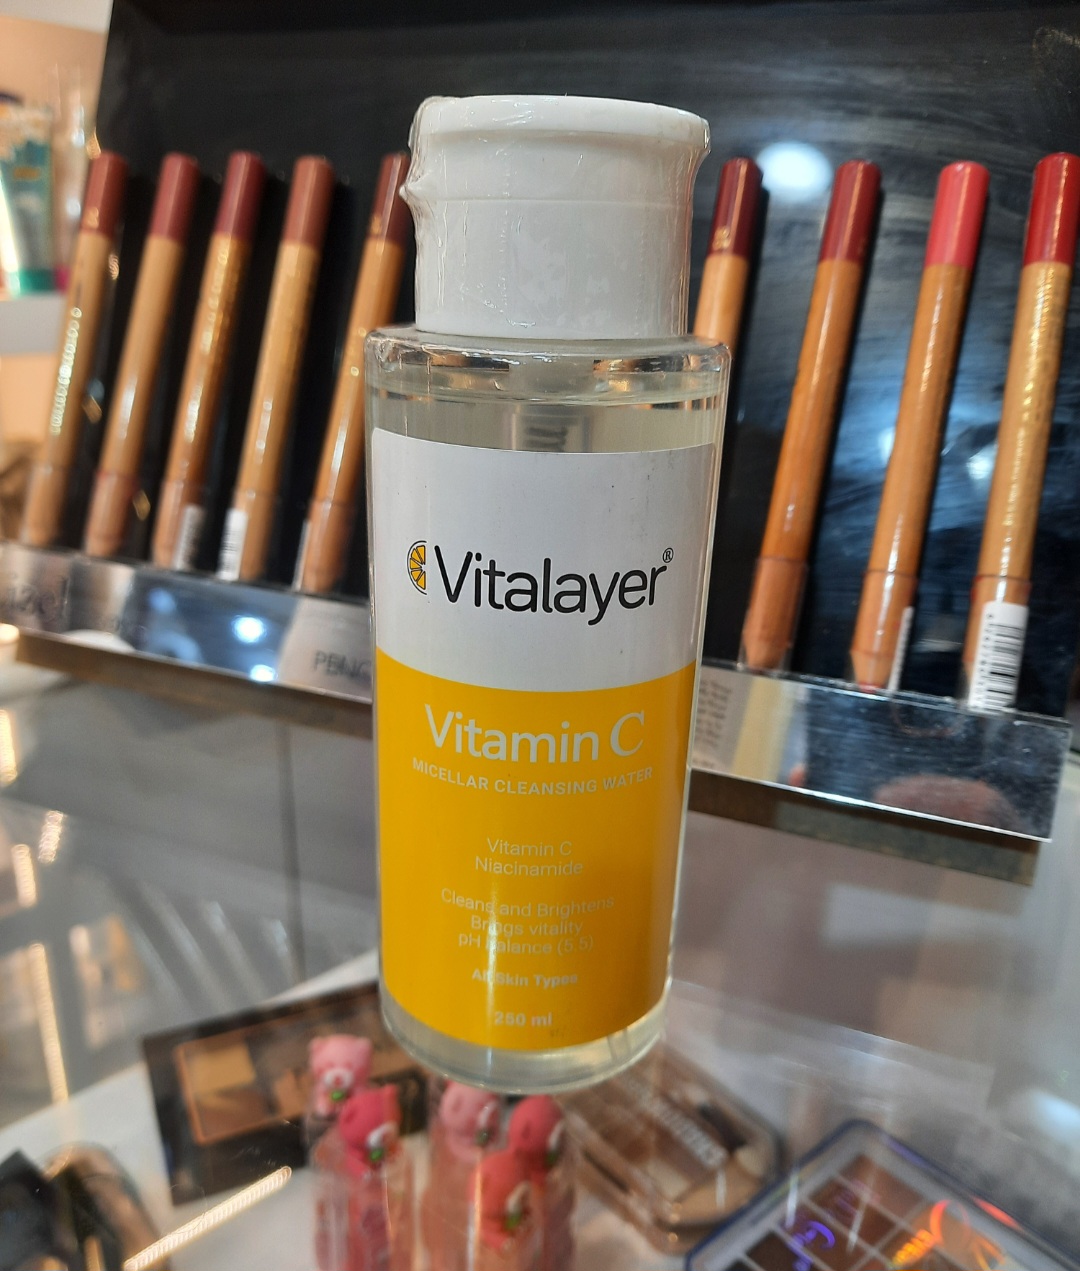 Vitalayer®
Vitamin C
MICELLAR CLEANSING WATER
Vitamin C
Niacinamide
Cleans and Brightens
Brings vitality
pH balance (5.5)
All Skin Types
250 ml
PENC